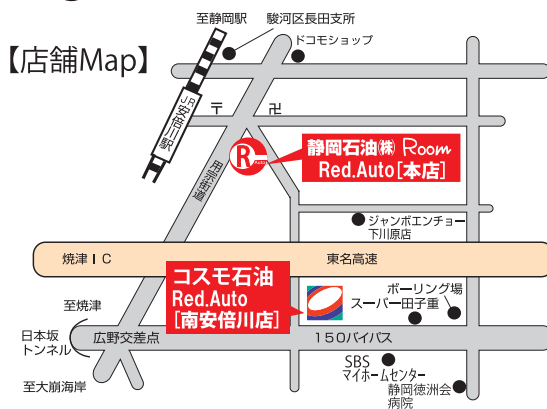 至静岡駅
駿河区長田支所
ドコモショップ
【店舗Map】
JR安倍川駅
〒
卍
R
Auto
静岡石油㈱ Room
Red.Auto[本店]
用宗街道
ジャンボエンチョー
下川原店
焼津IC
東名高速
コスモ石油
Red.Auto
[南安倍川店]
ボーリング場
スーパー田子重
至焼津
日本坂
トンネル
広野交差点
150バイパス
SBS
マイホームセンター
静岡徳洲会
病院
至大崩海岸